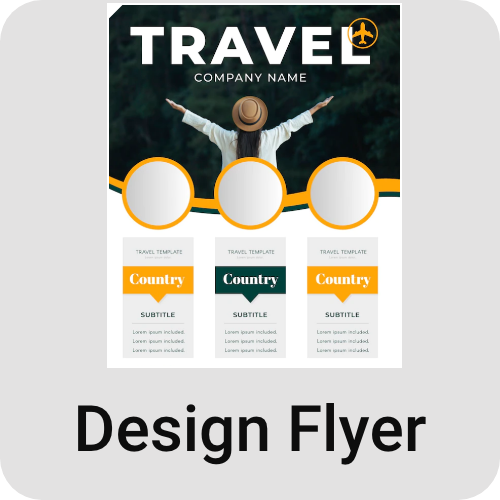 TRAVEL
COMPANY NAME
TRAVEL TEMPLATE TRAVEL TEMPLATE TRAVEL TEMPLATE
Country Country Country
SUBTITLE SUBTITLE SUBTITLE
Lorem ipsum included. Lorem ipsum included. Lorem ipsum included.
Lorem ipsum included. Lorem ipsum included. Lorem ipsum included.
Lorem ipsum included. Lorem ipsum included. Lorem ipsum included.
Design Flyer